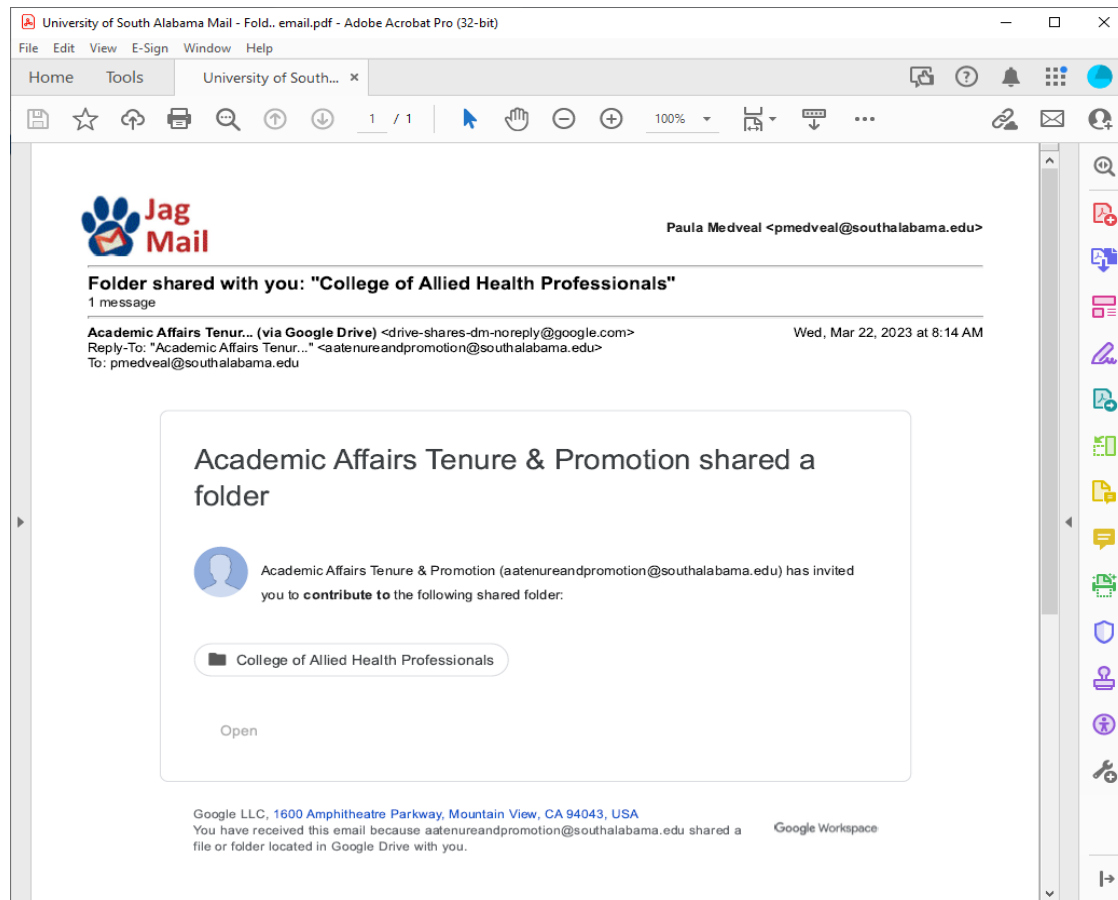 University of South Alabama Mail - Fold.. email.pdf - Adobe Acrobat Pro (32-bit)
File Edit View E-Sign Window Help
Home Tools University of South... ×
1 / 1 100%
Jag
Mail
Paula Medveal <pmedveal@southalabama.edu>
Folder shared with you: "College of Allied Health Professionals"
1 message
Academic Affairs Tenur... (via Google Drive) <drive-shares-dm-noreply@google.com> Wed, Mar 22, 2023 at 8:14 AM
Reply-To: "Academic Affairs Tenur..." <aatenureandpromotion@southalabama.edu>
To: pmedveal@southalabama.edu
Academic Affairs Tenure & Promotion shared a
folder
Academic Affairs Tenure & Promotion (aatenureandpromotion@southalabama.edu) has invited
you to contribute to the following shared folder:
College of Allied Health Professionals
Open
Google LLC, 1600 Amphitheatre Parkway, Mountain View, CA 94043, USA
You have received this email because aatenureandpromotion@southalabama.edu shared a
file or folder located in Google Drive with you.
Google Workspace